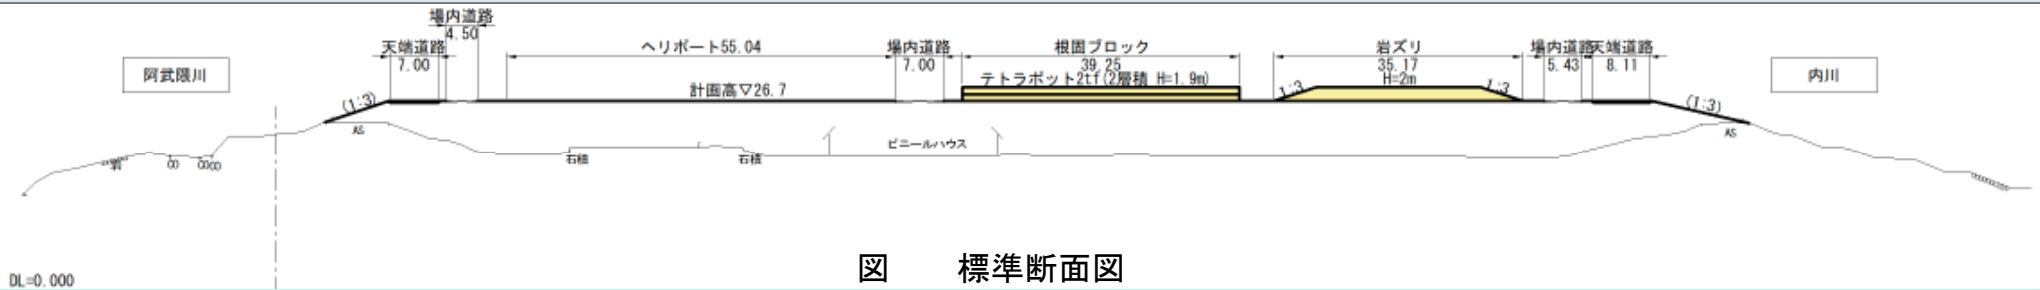 場内道路
4.50
天端道路
7.00
ヘリポート55.04
場内道路
7.00
根固ブロック
39.25
テトラポット2tf(2層積 H=1.9m)
岩ズリ
35.17
H=2m
場内道路
5.43
天端道路
8.11
阿武隈川
内川
計画高▽26.7
(1:3)
1:3
1:3
(1:3)
AS
AS
CO
COCO
石積
石積
ビニールハウス
図 標準断面図
DL=0.000